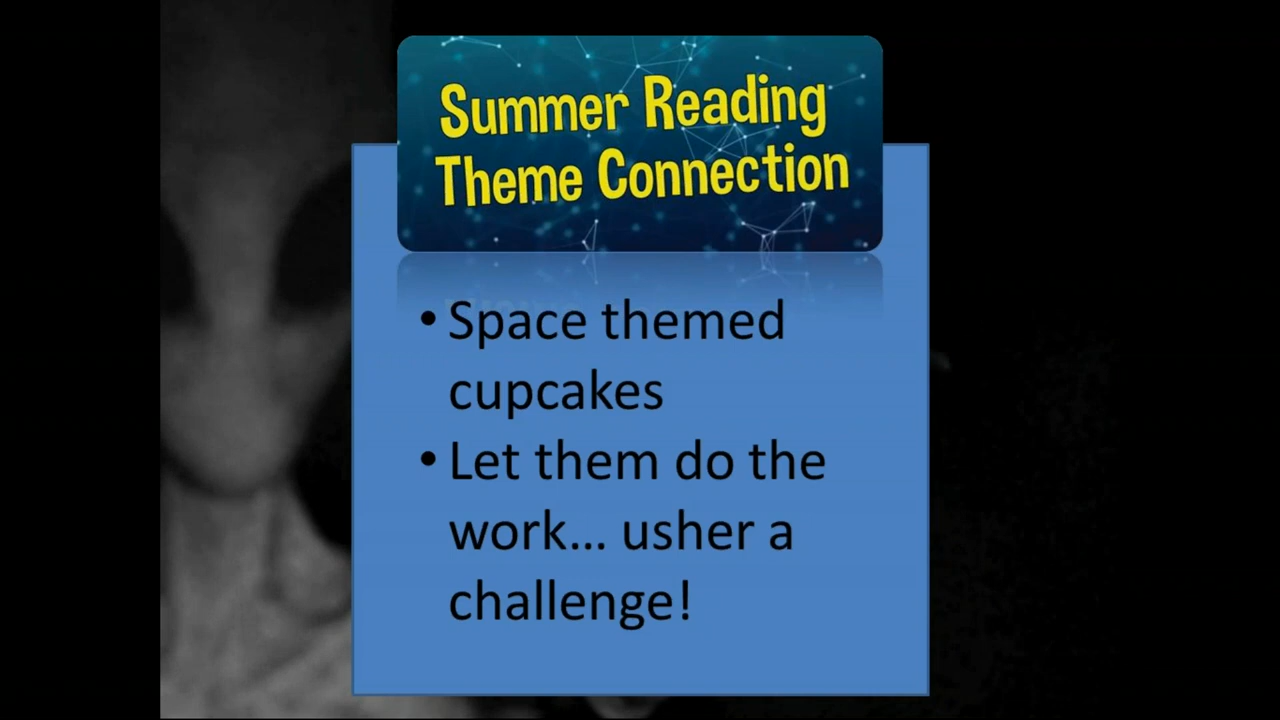 Summer Reading
Theme Connection
• Space themed
cupcakes
• Let them do the
work... usher a
challenge!